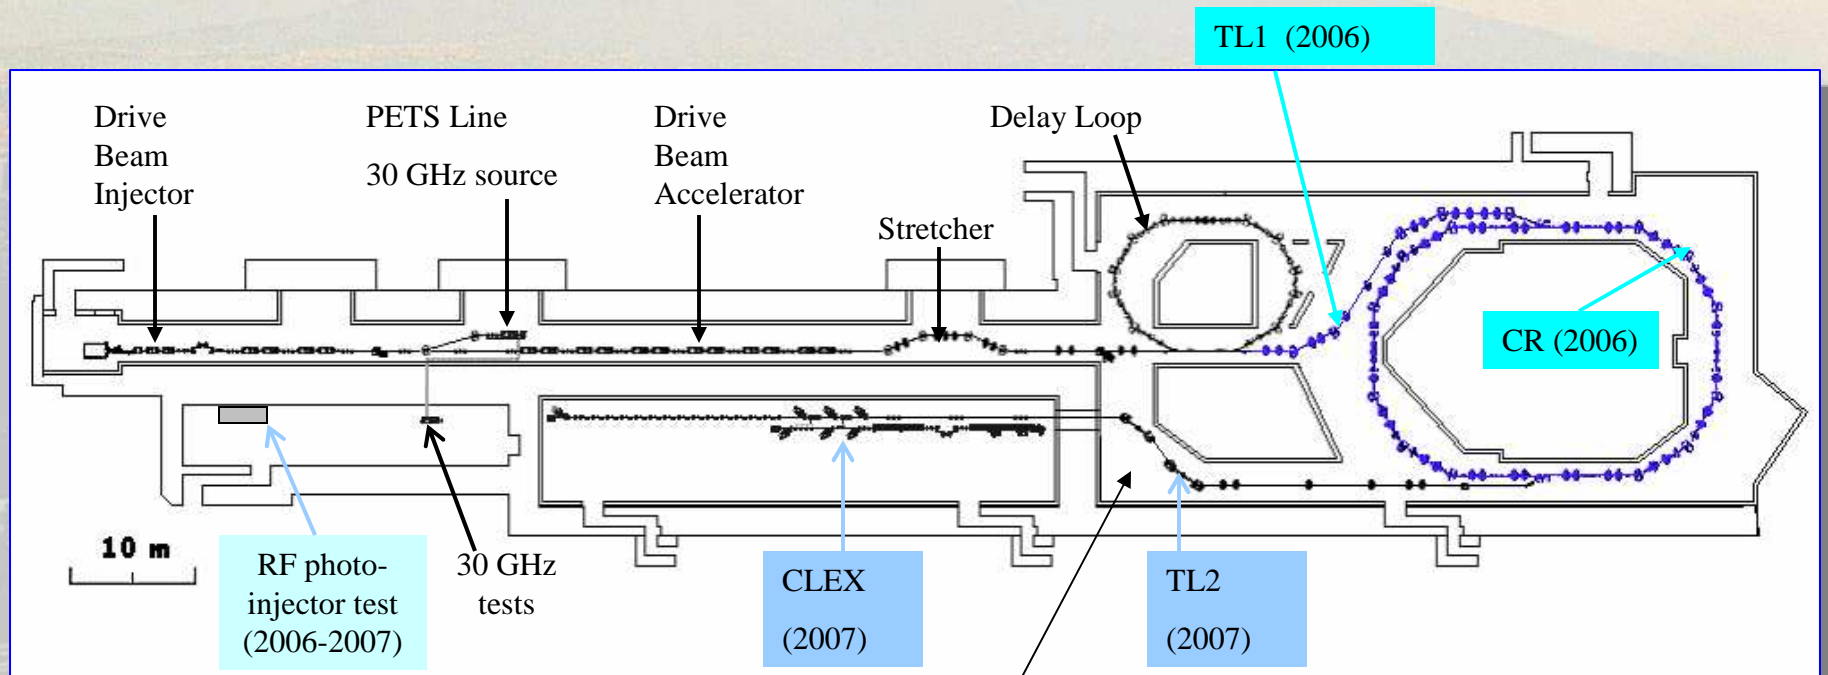 TL1 (2006)
Drive
Beam
Injector
PETS Line
30 GHz source
Drive
Beam
Accelerator
Delay Loop
Stretcher
CR (2006)
10 m
RF photo-
injector test
(2006-2007)
30 GHz
tests
CLEX
(2007)
TL2
(2007)